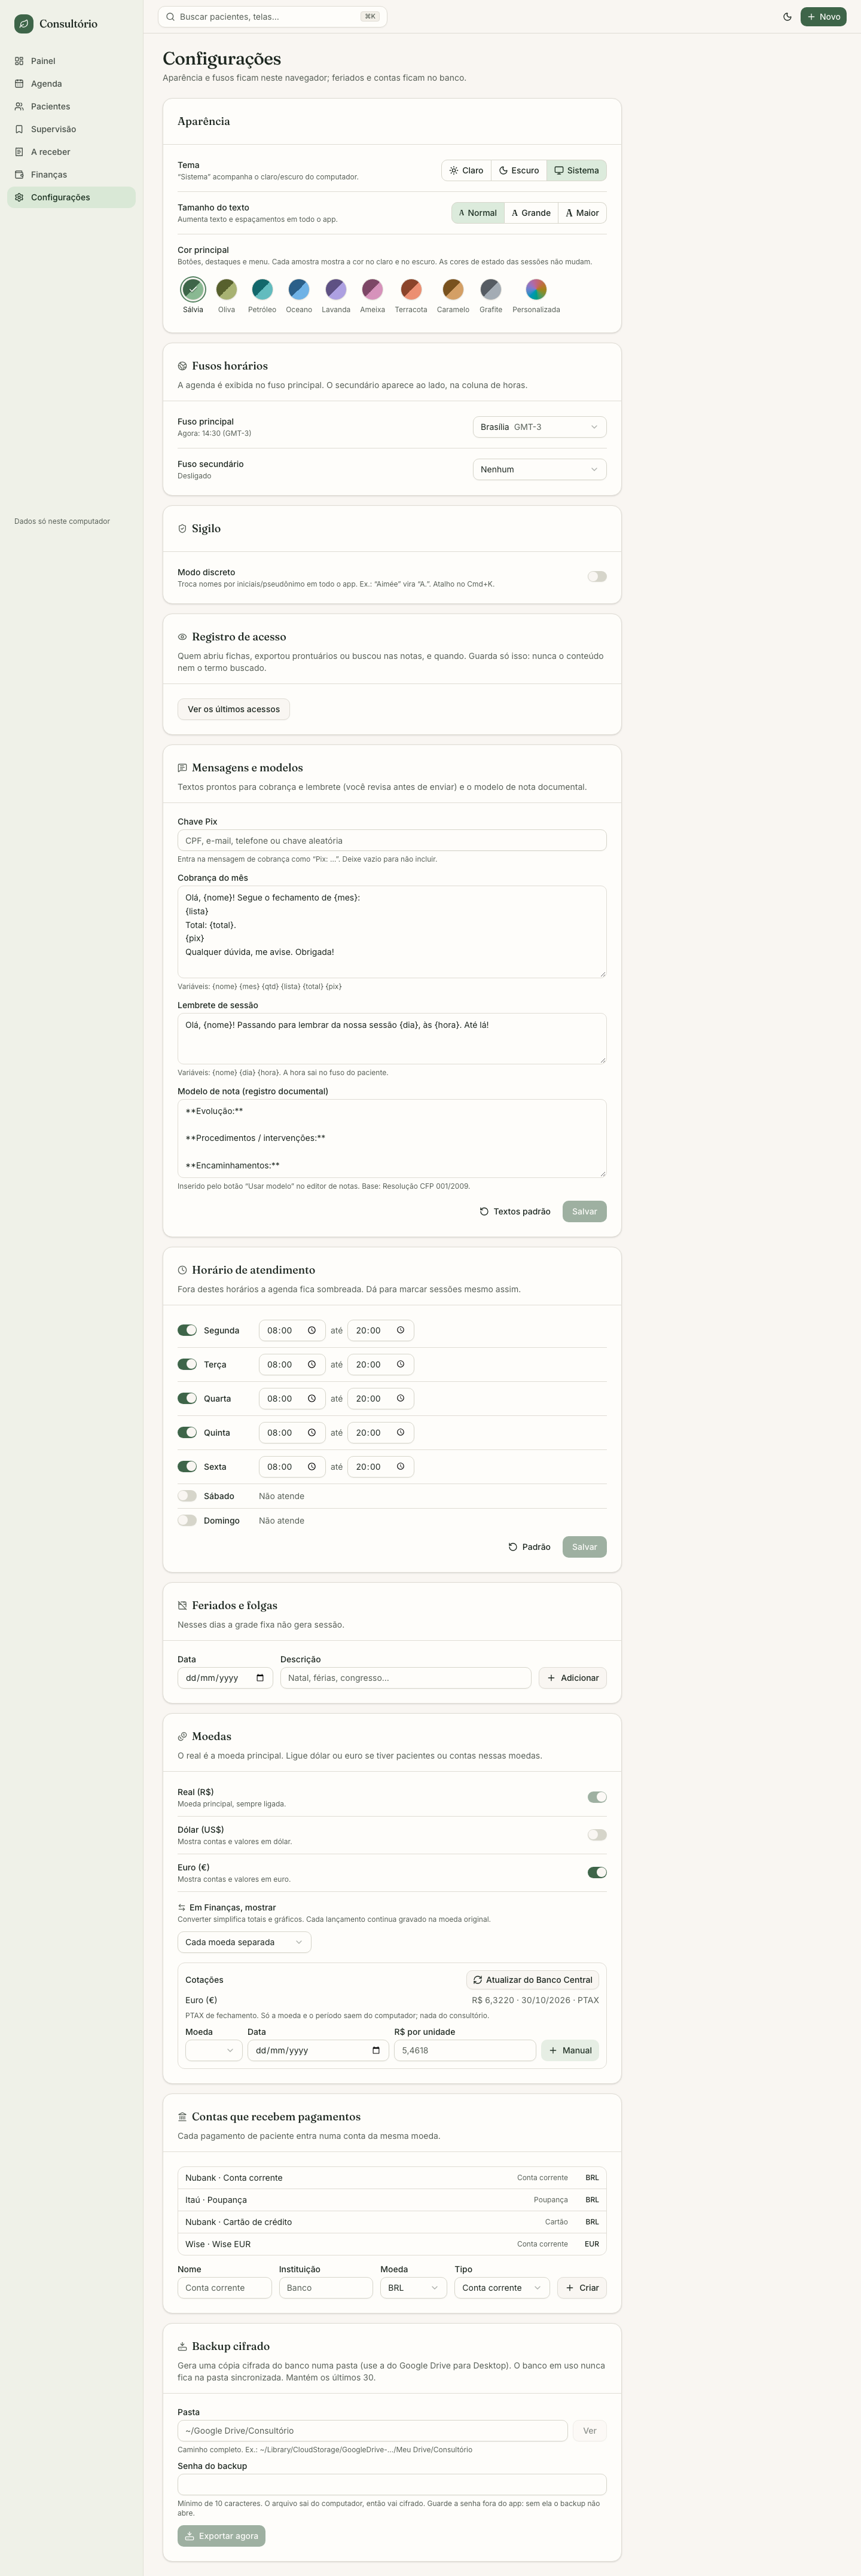 Consultório
Painel
Agenda
Pacientes
Supervisão
A receber
Finanças
Configurações
Dados só neste computador
Buscar pacientes, telas... ⌘K
Novo
Configurações
Aparência e fusos ficam neste navegador; feriados e contas ficam no banco.
Aparência
Tema
"Sistema" acompanha o claro/escuro do computador.
Claro Escuro Sistema
Tamanho do texto
Aumenta texto e espaçamentos em todo o app.
A Normal A Grande A Maior
Cor principal
Botões, destaques e menu. Cada amostra mostra a cor no claro e no escuro. As cores de estado das sessões não mudam.
Sálvia Oliva Petróleo Oceano Lavanda Ameixa Terracota Caramelo Grafite Personalizada
Fusos horários
A agenda é exibida no fuso principal. O secundário aparece ao lado, na coluna de horas.
Fuso principal
Agora: 14:30 (GMT-3)
Brasília GMT-3
Fuso secundário
Desligado
Nenhum
Sigilo
Modo discreto
Troca nomes por iniciais/pseudônimo em todo o app. Ex.: "Aimée" vira "A.". Atalho no Cmd+K.
Registro de acesso
Quem abriu fichas, exportou prontuários ou buscou nas notas, e quando. Guarda só isso: nunca o conteúdo
nem o termo buscado.
Ver os últimos acessos
Mensagens e modelos
Textos prontos para cobrança e lembrete (você revisa antes de enviar) e o modelo de nota documental.
Chave Pix
CPF, e-mail, telefone ou chave aleatória
Entra na mensagem de cobrança como "Pix: ...". Deixe vazio para não incluir.
Cobrança do mês
Olá, {nome}! Segue o fechamento de {mes}:
{lista}
Total: {total}.
{pix}
Qualquer dúvida, me avise. Obrigada!
Variáveis: {nome} {mes} {qtd} {lista} {total} {pix}
Lembrete de sessão
Olá, {nome}! Passando para lembrar da nossa sessão {dia}, às {hora}. Até lá!
Variáveis: {nome} {dia} {hora}. A hora sai no fuso do paciente.
Modelo de nota (registro documental)
**Evolução:**
**Procedimentos / intervenções:**
**Encaminhamentos:**
Inserido pelo botão "Usar modelo" no editor de notas. Base: Resolução CFP 001/2009.
Textos padrão Salvar
Horário de atendimento
Fora destes horários a agenda fica sombreada. Dá para marcar sessões mesmo assim.
Segunda 08:00 até 20:00
Terça 08:00 até 20:00
Quarta 08:00 até 20:00
Quinta 08:00 até 20:00
Sexta 08:00 até 20:00
Sábado Não atende
Domingo Não atende
Padrão Salvar
Feriados e folgas
Nesses dias a grade fixa não gera sessão.
Data Descrição
dd/mm/yyyy Natal, férias, congresso... Adicionar
Moedas
O real é a moeda principal. Ligue dólar ou euro se tiver pacientes ou contas nessas moedas.
Real (R$)
Moeda principal, sempre ligada.
Dólar (US$)
Mostra contas e valores em dólar.
Euro (€)
Mostra contas e valores em euro.
Em Finanças, mostrar
Converter simplifica totais e gráficos. Cada lançamento continua gravado na moeda original.
Cada moeda separada
Cotações Atualizar do Banco Central
Euro (€) R$ 6,3220 · 30/10/2026 · PTAX
PTAX de fechamento. Só a moeda e o período saem do computador; nada do consultório.
Moeda Data R$ por unidade
dd/mm/yyyy 5,4618 Manual
Contas que recebem pagamentos
Cada pagamento de paciente entra numa conta da mesma moeda.
Nubank · Conta corrente Conta corrente BRL
Itaú · Poupança Poupança BRL
Nubank · Cartão de crédito Cartão BRL
Wise · Wise EUR Conta corrente EUR
Nome Instituição Moeda Tipo
Conta corrente Banco BRL Conta corrente Criar
Backup cifrado
Gera uma cópia cifrada do banco numa pasta (use a do Google Drive para Desktop). O banco em uso nunca
fica na pasta sincronizada. Mantém os últimos 30.
Pasta
~/Google Drive/Consultório Ver
Caminho completo. Ex.: ~/Library/CloudStorage/GoogleDrive-.../Meu Drive/Consultório
Senha do backup
Mínimo de 10 caracteres. O arquivo sai do computador, então vai cifrado. Guarde a senha fora do app: sem ela o backup não
abre.
Exportar agora